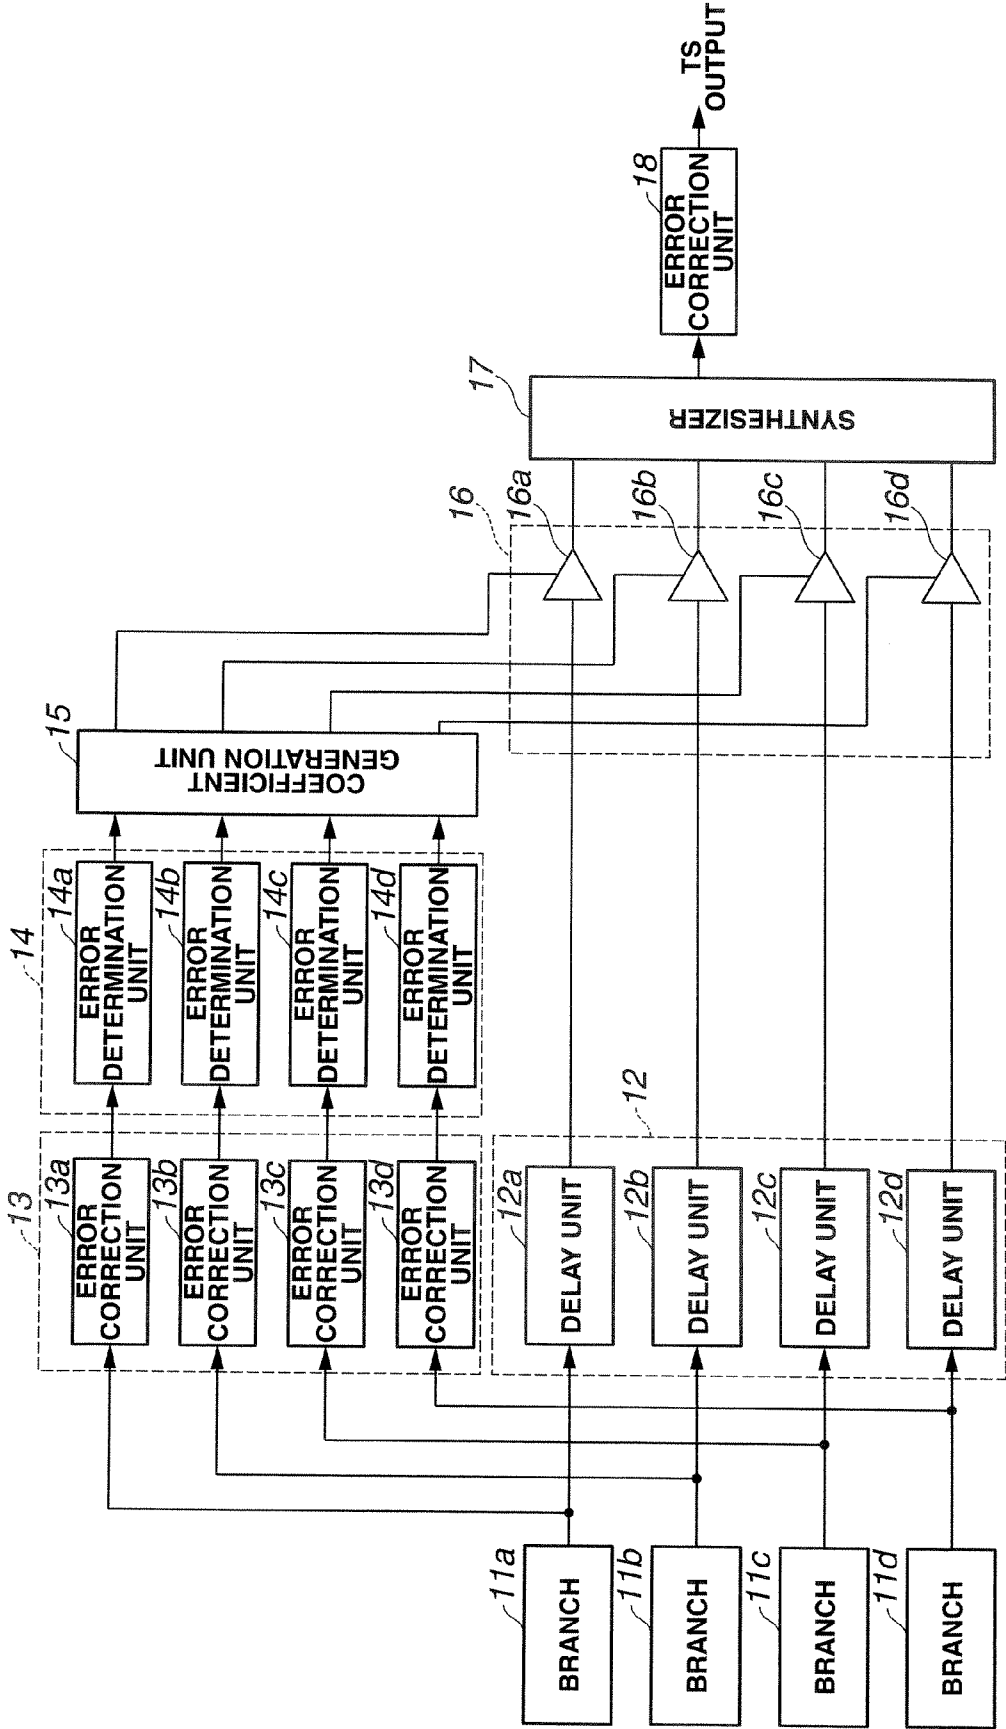 13
13a
ERROR
CORRECTION
UNIT
13b
ERROR
CORRECTION
UNIT
13c
ERROR
CORRECTION
UNIT
13d
ERROR
CORRECTION
UNIT
14
14a
ERROR
DETERMINATION
UNIT
14b
ERROR
DETERMINATION
UNIT
14c
ERROR
DETERMINATION
UNIT
14d
ERROR
DETERMINATION
UNIT
15
COEFFICIENT
GENERATION UNIT
11a
BRANCH
11b
BRANCH
11c
BRANCH
11d
BRANCH
12
12a
DELAY UNIT
12b
DELAY UNIT
12c
DELAY UNIT
12d
DELAY UNIT
16
16a
16b
16c
16d
17
SYNTHESIZER
18
ERROR
CORRECTION
UNIT
TS
OUTPUT